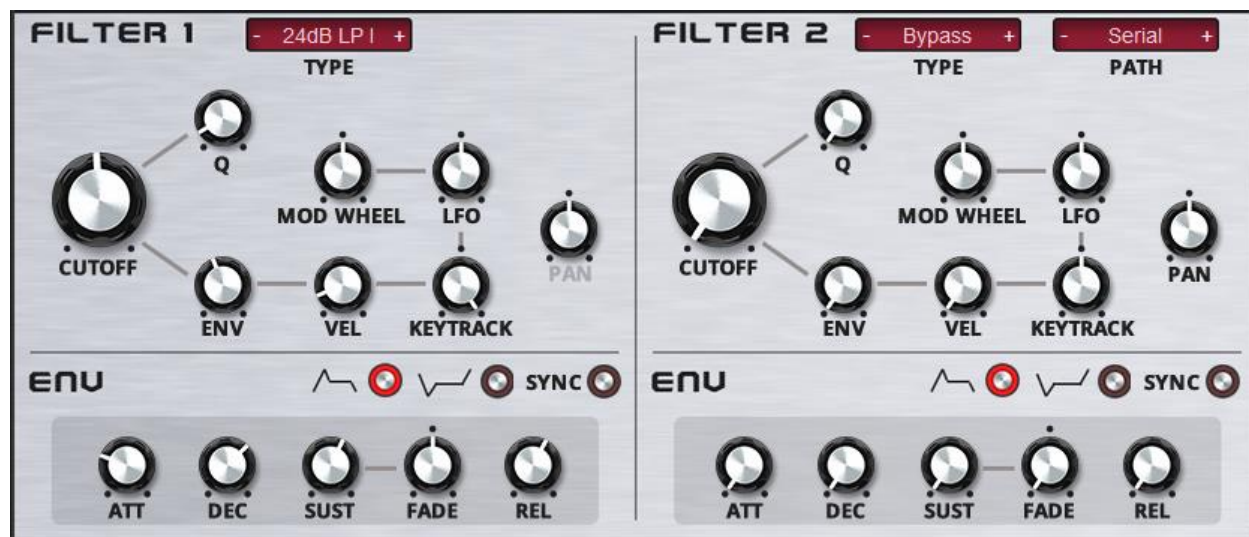 FILTER 1 - 24dB LP I + FILTER 2 - Bypass + - Serial +
TYPE TYPE PATH
Q Q
MOD WHEEL LFO MOD WHEEL LFO
CUTOFF PAN CUTOFF PAN
ENV VEL KEYTRACK ENV VEL KEYTRACK
ENV SYNC ENV SYNC
ATT DEC SUST FADE REL ATT DEC SUST FADE REL